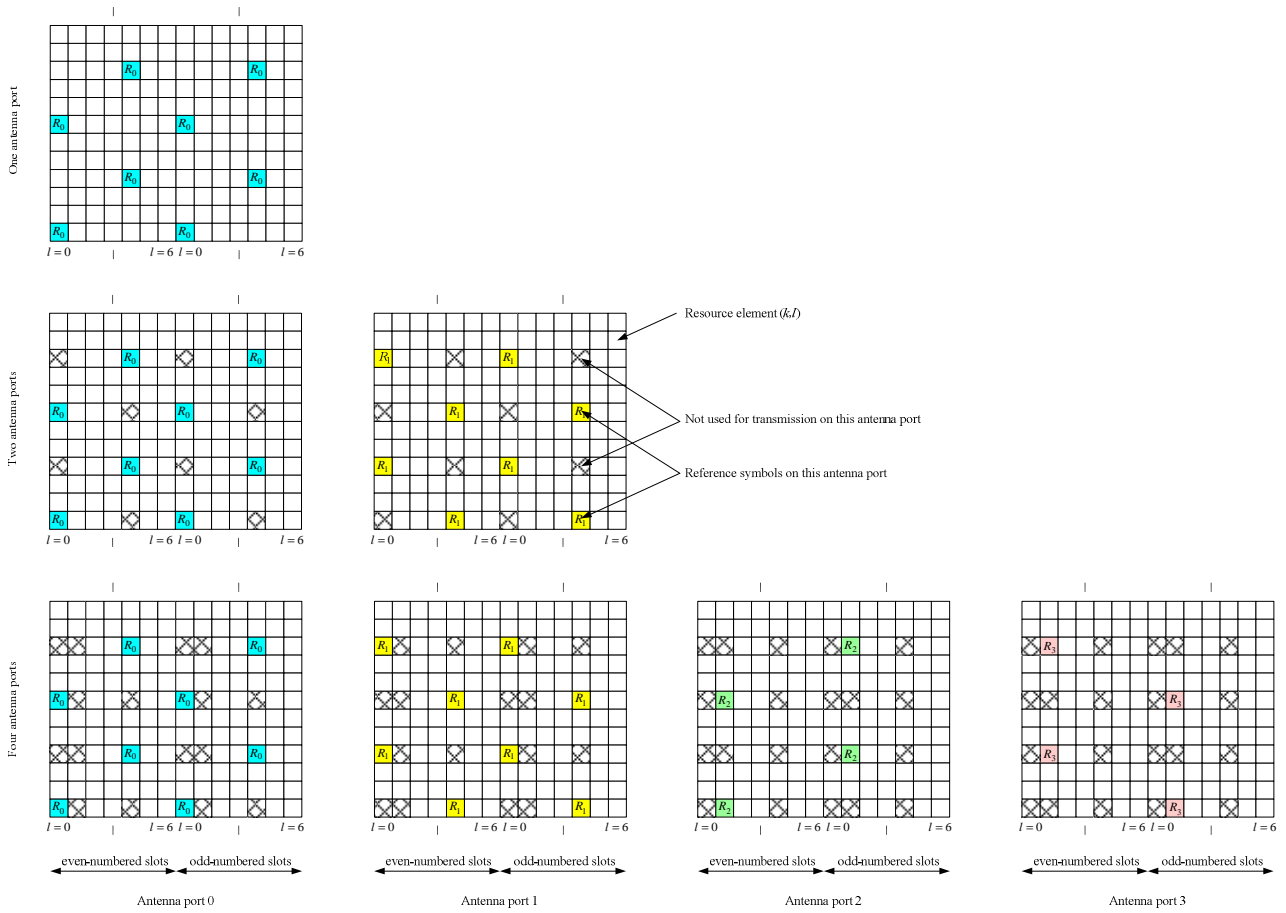 One antenna port
R0 R0
R0 R0
R0 R0
R0 R0
l = 0 l = 6 l = 0 l = 6
Two antenna ports
R0 R0 R1 R1
R0 R0 R1 R1
R0 R0 R1 R1
R0 R0 R1 R1
l = 0 l = 6 l = 0 l = 6 l = 0 l = 6 l = 0 l = 6
Resource element (k,l)
Not used for transmission on this antenna port
Reference symbols on this antenna port
Four antenna ports
R0 R0 R1 R1 R2 R3
R0 R0 R1 R1 R2 R3
R0 R0 R1 R1 R2 R3
R0 R0 R1 R1 R2 R3
l = 0 l = 6 l = 0 l = 6 l = 0 l = 6 l = 0 l = 6 l = 0 l = 6 l = 0 l = 6 l = 0 l = 6 l = 0 l = 6
even-numbered slots odd-numbered slots even-numbered slots odd-numbered slots even-numbered slots odd-numbered slots even-numbered slots odd-numbered slots
Antenna port 0 Antenna port 1 Antenna port 2 Antenna port 3